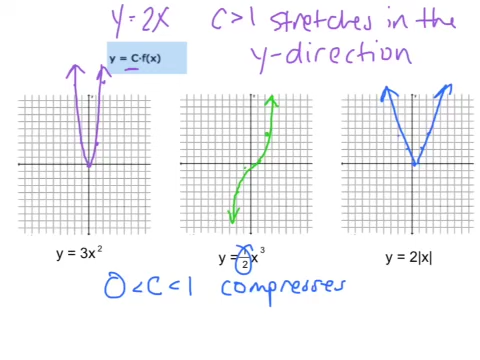 y = 2x C > 1 stretches in the
y-direction
y = C·f(x)
y = 3x²
y = 1/2 x³
y = 2|x|
0 < C < 1 compresses